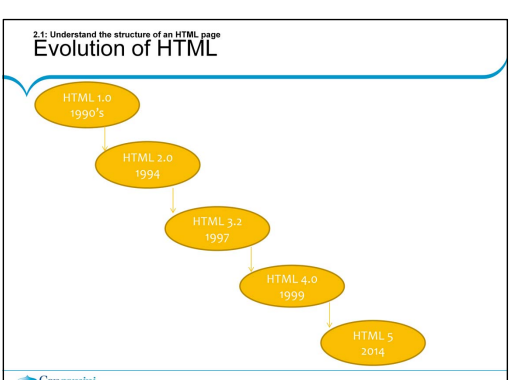 2.1: Understand the structure of an HTML page
Evolution of HTML
HTML 1.0
1990's
HTML 2.0
1994
HTML 3.2
1997
HTML 4.0
1999
HTML 5
2014